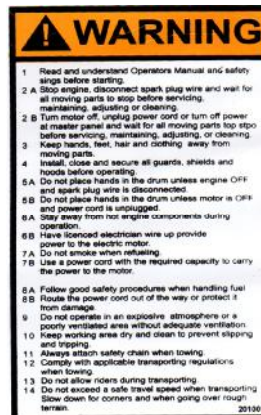 WARNING
1 Read and understand Operators Manual and safety
sings before starting.
2 A Stop engine, disconnect spark plug wire and wait for
all moving parts to stop before servicing,
maintaining, adjusting or cleaning.
2 B Turn motor off, unplug power cord or turn off power
at master panel and wait for all moving parts top stpo
before servicing, maintaining, adjusting, or cleaning.
3 Keep hands, feet, hair and clothing away from
moving parts.
4 Install, close and secure all guards, shields and
hoods before operating.
5A Do not place hands in the drum unless engine OFF
and spark plug wire is disconnected.
5B Do not place hands in the drum unless motor is OFF
and power cord is unplugged.
6A Stay away from hot engine components during
operation.
6B Have licenced electrician wire up provide
power to the electric motor.
7A Do not smoke when refueling.
7B Use a power cord with the required capacity to carry
the power to the motor.
8A Follow good safety procedures when handling fuel
8B Route the power cord out of the way or protect it
from damage.
9 Do not operate in an explosive atmosphere or a
poorly ventilated area without adequate ventilation.
10 Keep working area dry and clean to prevent slipping
and tripping.
11 Always attach safety chain when towing.
12 Comply with applicable transporting regulations
when towing.
13 Do not allow riders during transporting.
14 Do not exceed a safe travel speed when transporting
Slow down for corners and when going over rough
terrain.